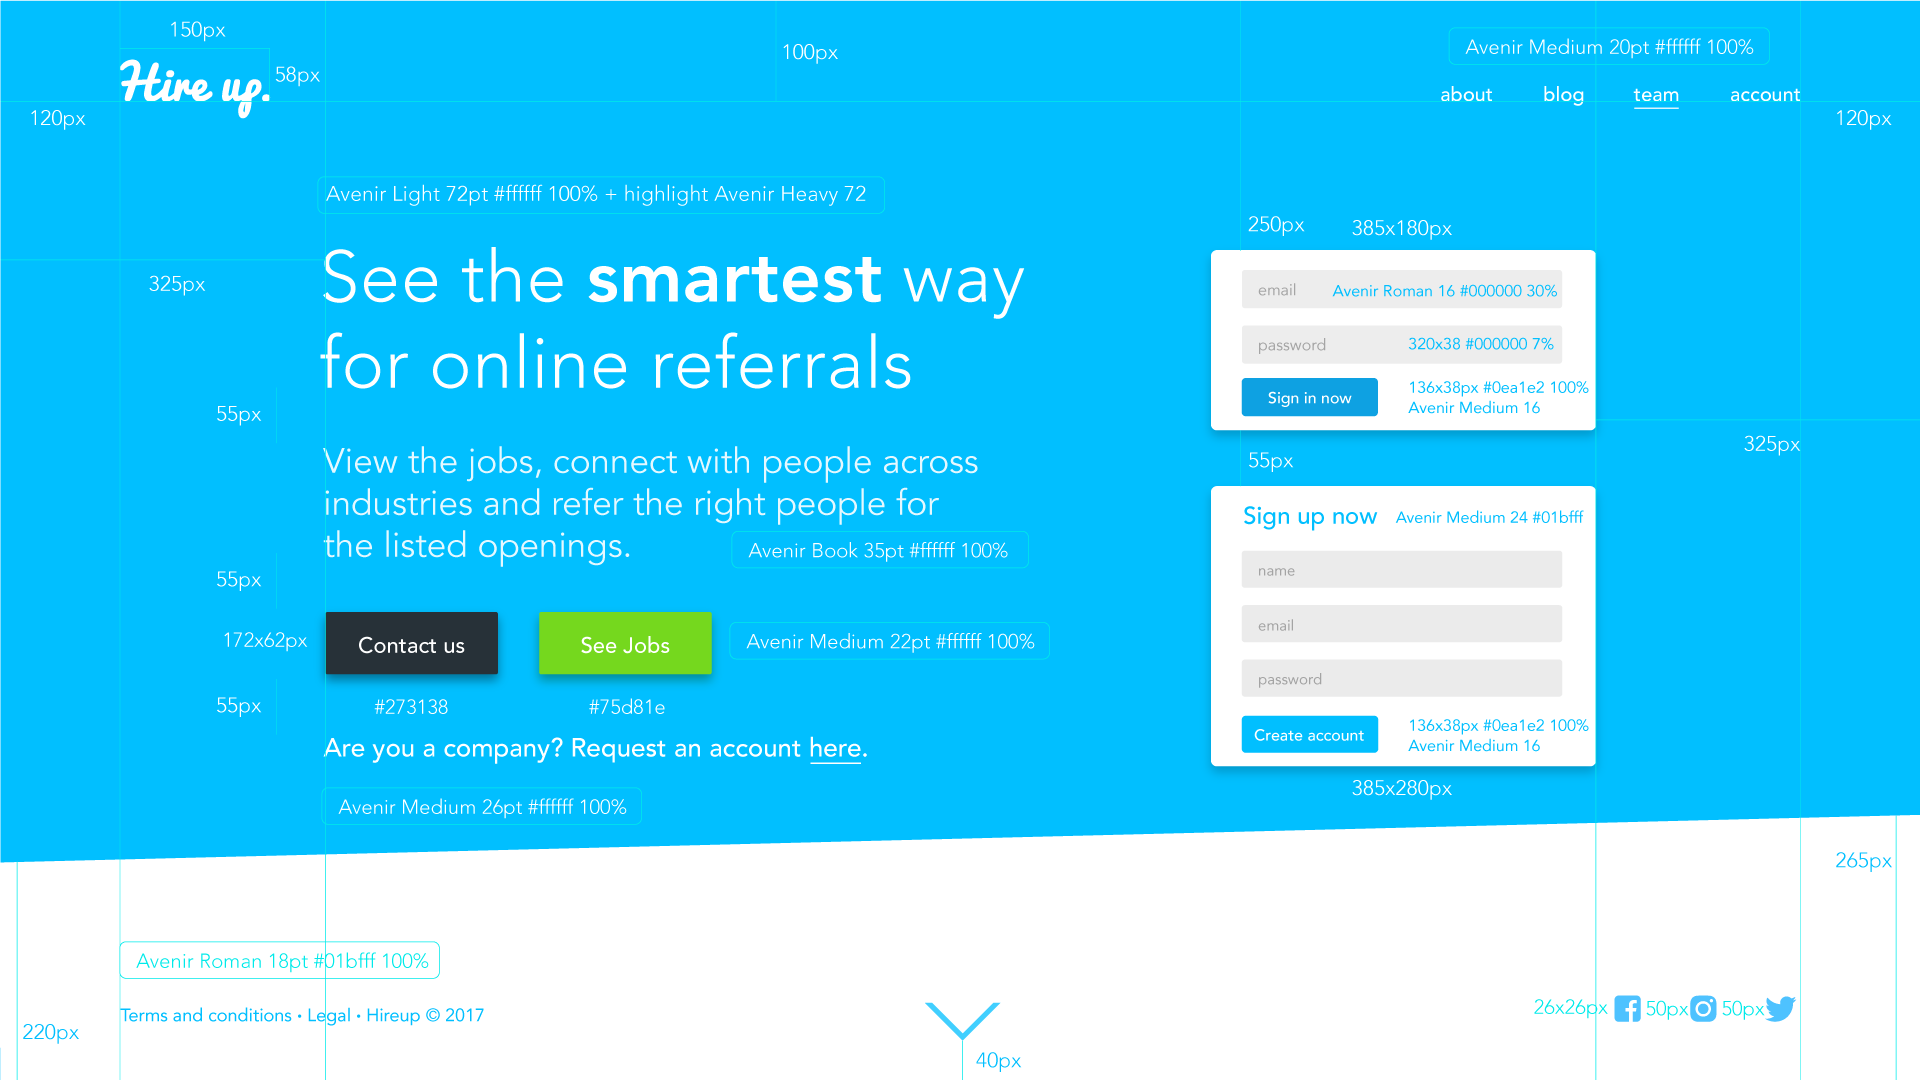 150px
Hire up.
58px
100px
Avenir Medium 20pt #ffffff 100%
about
blog
team
account
120px
120px
Avenir Light 72pt #ffffff 100% + highlight Avenir Heavy 72
325px
See the smartest way
for online referrals
55px
View the jobs, connect with people across
industries and refer the right people for
the listed openings.
Avenir Book 35pt #ffffff 100%
55px
172x62px
Contact us
See Jobs
Avenir Medium 22pt #ffffff 100%
#273138
#75d81e
55px
Are you a company? Request an account here.
Avenir Medium 26pt #ffffff 100%
250px
385x180px
email
Avenir Roman 16 #000000 30%
password
320x38 #000000 7%
Sign in now
136x38px #0ea1e2 100%
Avenir Medium 16
325px
55px
Sign up now
Avenir Medium 24 #01bfff
name
email
password
Create account
136x38px #0ea1e2 100%
Avenir Medium 16
385x280px
265px
Avenir Roman 18pt #01bfff 100%
Terms and conditions • Legal • Hireup © 2017
220px
40px
26x26px
50px
50px